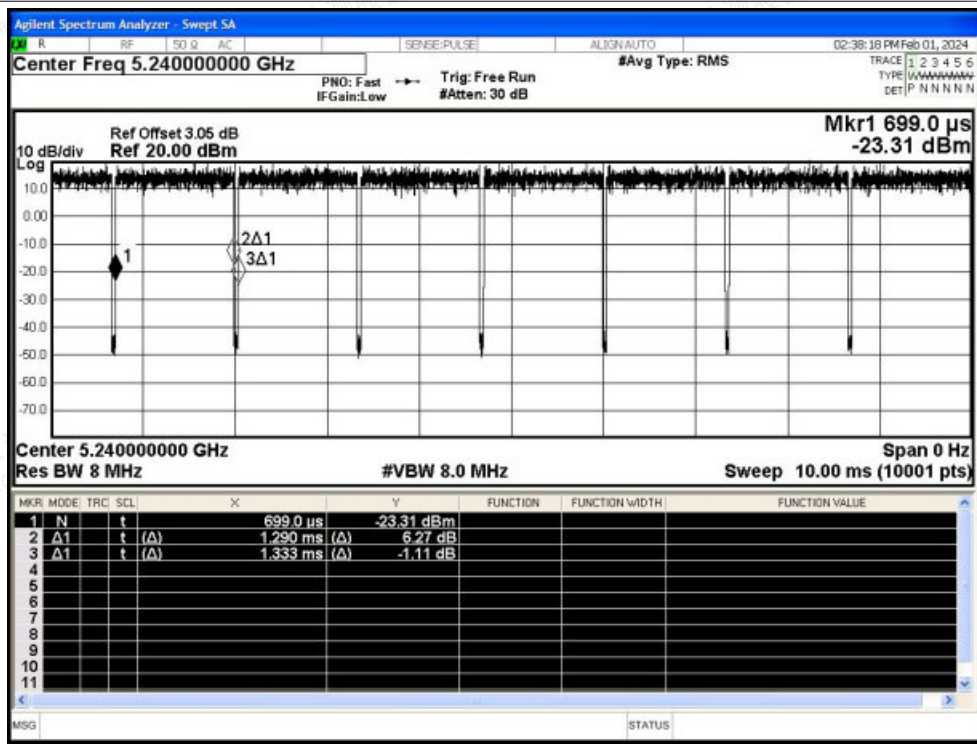 Agilent Spectrum Analyzer - Swept SA
R RF 50 Ω AC SENSE:PULSE ALIGN AUTO 02:38:18 PM Feb 01, 2024
Center Freq 5.240000000 GHz #Avg Type: RMS TRACE 1 2 3 4 5 6
PNO: Fast Trig: Free Run TYPE
IFGain:Low #Atten: 30 dB DET P N N N N N
Mkr1 699.0 µs
Ref Offset 3.05 dB
10 dB/div Ref 20.00 dBm -23.31 dBm
Log
10.0
0.00
-10.0
2Δ1
1
3Δ1
-20.0
-30.0
-40.0
-50.0
-60.0
-70.0
Center 5.240000000 GHz Span 0 Hz
Res BW 8 MHz #VBW 8.0 MHz Sweep 10.00 ms (10001 pts)
MKR MODE TRC SCL X Y FUNCTION FUNCTION WIDTH FUNCTION VALUE
1 N t 699.0 µs -23.31 dBm
2 Δ1 t (Δ) 1.290 ms (Δ) 6.27 dB
3 Δ1 t (Δ) 1.333 ms (Δ) -1.11 dB
4
5
6
7
8
9
10
11
MSG STATUS